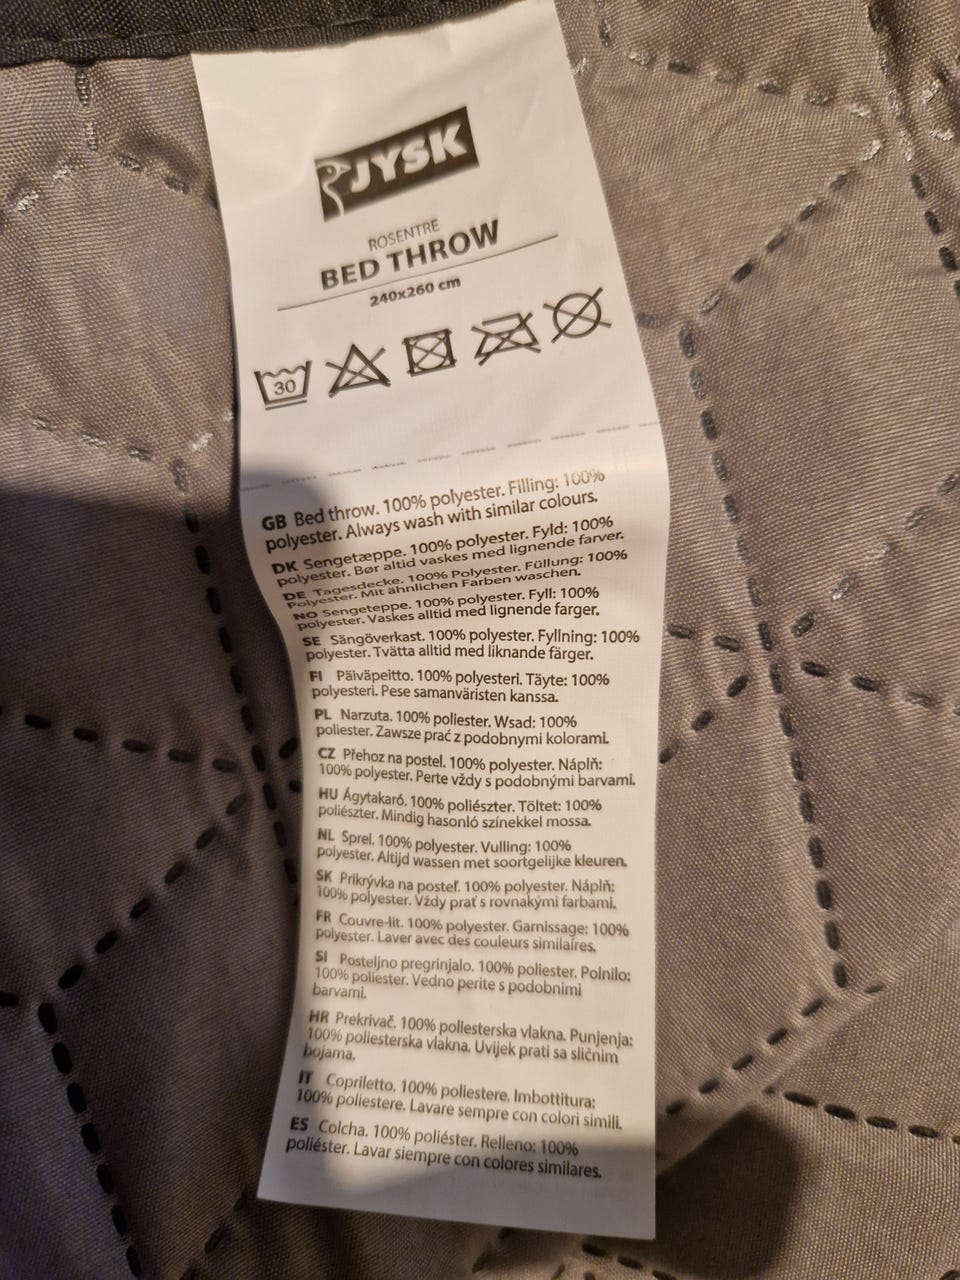 JYSK
ROSENTRE
BED THROW
240x260 cm
30
GB Bed throw. 100% polyester. Filling: 100%
polyester. Always wash with similar colours.
DK Sengetæppe. 100% polyester. Fyld: 100%
polyester. Bør altid vaskes med lignende farver.
DE Tagesdecke. 100% Polyester. Füllung: 100%
Polyester. Mit ähnlichen Farben waschen.
NO Sengeteppe. 100% polyester. Fyll: 100%
polyester. Vaskes alltid med lignende farger.
SE Sängöverkast. 100% polyester. Fyllning: 100%
polyester. Tvätta alltid med liknande färger.
FI Päiväpeitto. 100% polyesteri. Täyte: 100%
polyesteri. Pese samanväristen kanssa.
PL Narzuta. 100% poliester. Wsad: 100%
poliester. Zawsze prać z podobnymi kolorami.
CZ Přehoz na postel. 100% polyester. Náplň:
100% polyester. Perte vždy s podobnými barvami.
HU Ágytakaró. 100% poliészter. Töltet: 100%
poliészter. Mindig hasonló színekkel mossa.
NL Sprei. 100% polyester. Vulling: 100%
polyester. Altijd wassen met soortgelijke kleuren.
SK Prikrývka na posteľ. 100% polyester. Náplň:
100% polyester. Vždy prať s rovnakými farbami.
FR Couvre-lit. 100% polyester. Garnissage: 100%
polyester. Laver avec des couleurs similaires.
SI Posteljno pregrinjalo. 100% poliester. Polnilo:
100% poliester. Vedno perite s podobnimi
barvami.
HR Prekrivač. 100% poliesterska vlakna. Punjenja:
100% poliesterska vlakna. Uvijek prati sa sličnim
bojama.
IT Copriletto. 100% poliestere. Imbottitura:
100% poliestere. Lavare sempre con colori simili.
ES Colcha. 100% poliéster. Relleno: 100%
poliéster. Lavar siempre con colores similares.